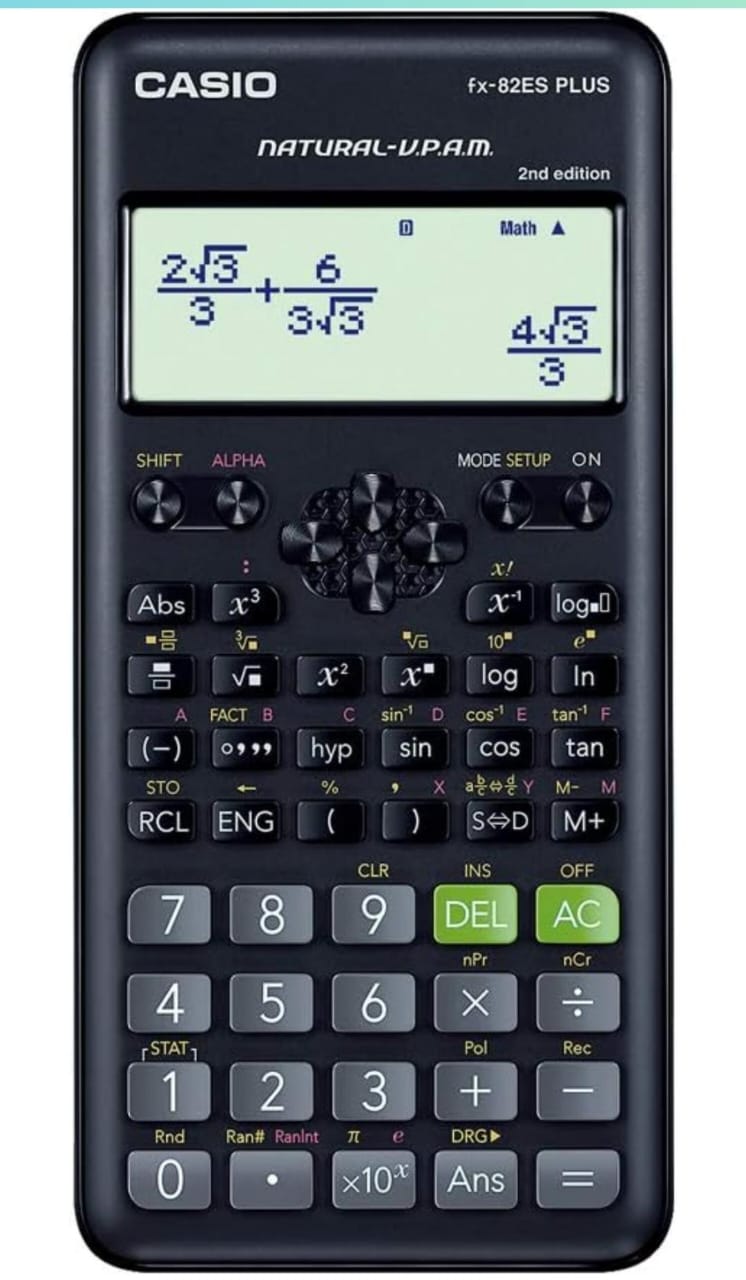 CASIO fx-82ES PLUS
NATURAL-V.P.A.M.
2nd edition
D Math ▲
2√3/3+6/3√3
4√3/3
SHIFT ALPHA MODE SETUP ON
: x!
Abs x³ x⁻¹ log■□
■■/□ ³√■ ■√□ 10■ e■
■/□ √■ x² x■ log ln
A FACT B C sin⁻¹ D cos⁻¹ E tan⁻¹ F
(−) °,,, hyp sin cos tan
STO ← % , X a b/c⇔d/c Y M− M
RCL ENG ( ) S⇔D M+
CLR INS OFF
7 8 9 DEL AC
nPr nCr
4 5 6 × ÷
STAT Pol Rec
1 2 3 + −
Rnd Ran# RanInt π e DRG▶
0 • ×10ˣ Ans =